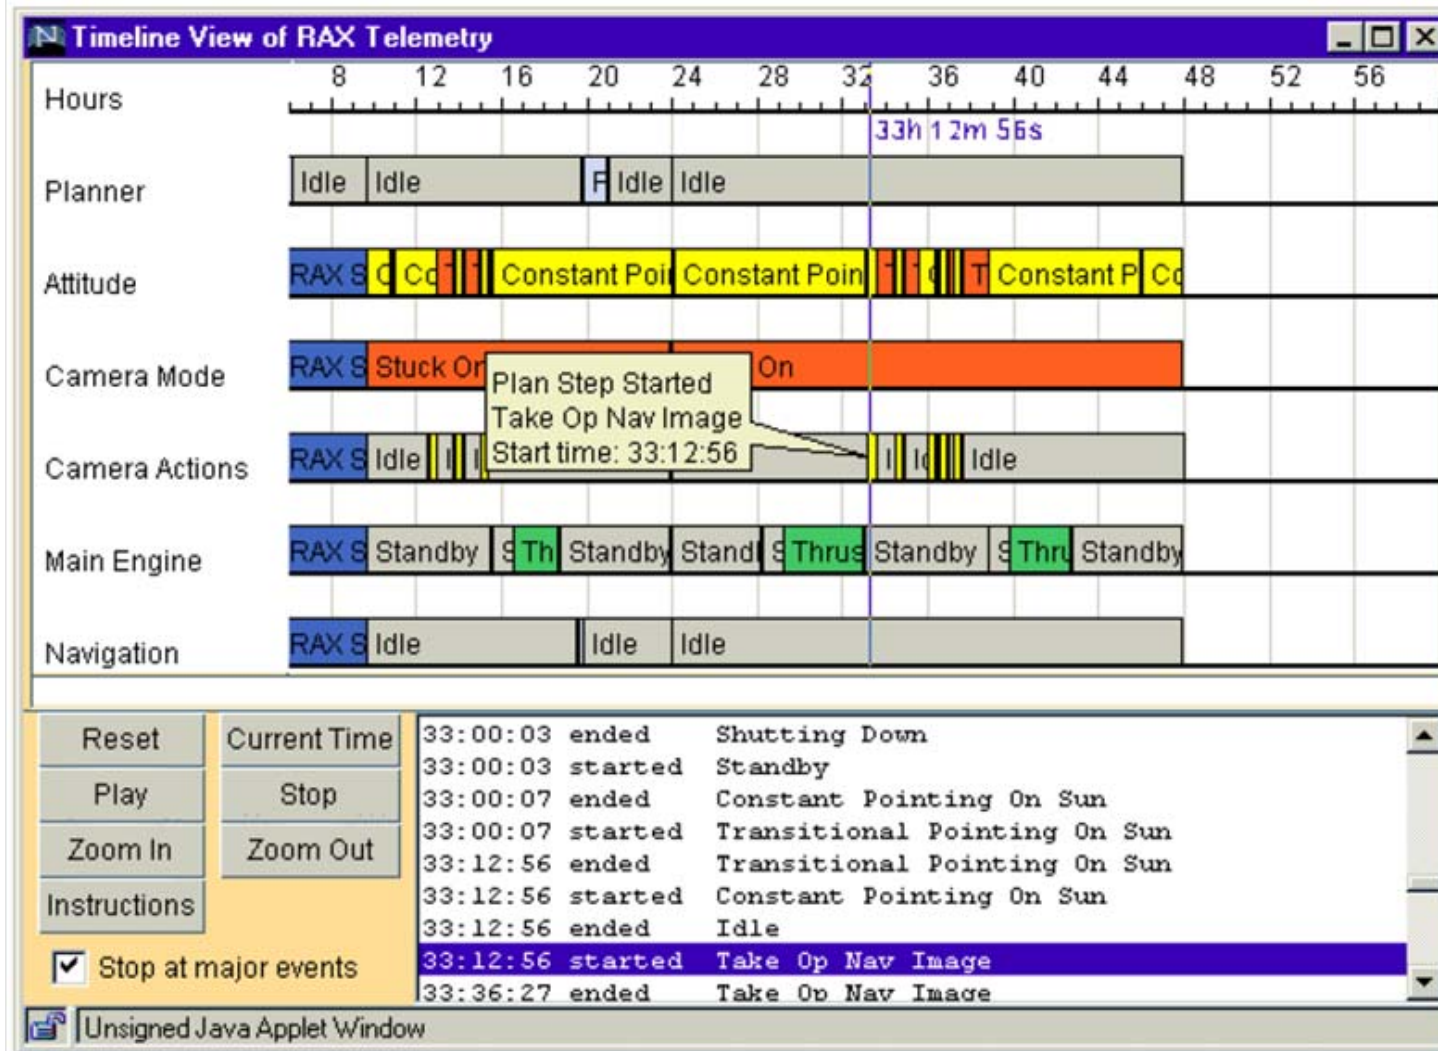 Timeline View of RAX Telemetry
Hours 8 12 16 20 24 28 32 36 40 44 48 52 56
33h 12m 56s
Planner Idle Idle F Idle Idle
Attitude RAX S C Co T T Constant Poi Constant Poin T T C T Constant P Co
Camera Mode RAX S Stuck On On
Plan Step Started
Take Op Nav Image
Start time: 33:12:56
Camera Actions RAX S Idle I I I Id Idle
Main Engine RAX S Standby S Th Standby Stand S Thrus Standby S Thru Standby
Navigation RAX S Idle Idle Idle
Reset Current Time
Play Stop
Zoom In Zoom Out
Instructions
Stop at major events
33:00:03 ended Shutting Down
33:00:03 started Standby
33:00:07 ended Constant Pointing On Sun
33:00:07 started Transitional Pointing On Sun
33:12:56 ended Transitional Pointing On Sun
33:12:56 started Constant Pointing On Sun
33:12:56 ended Idle
33:12:56 started Take Op Nav Image
33:36:27 ended Take Op Nav Image
Unsigned Java Applet Window